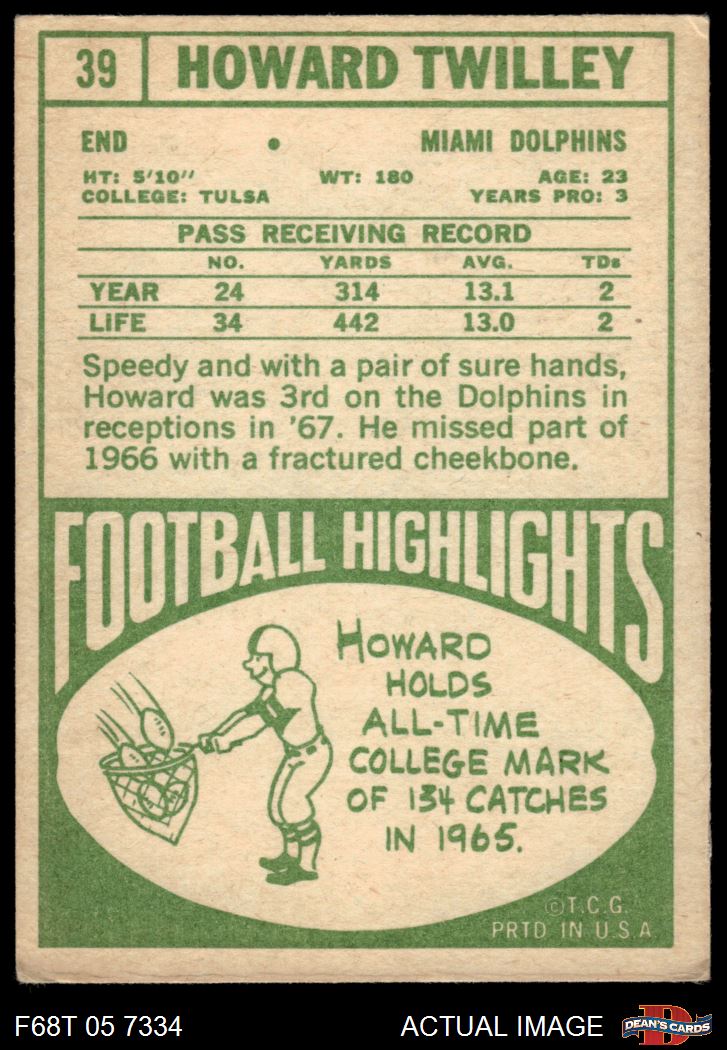 39 HOWARD TWILLEY
END • MIAMI DOLPHINS
HT: 5'10" WT: 180 AGE: 23
COLLEGE: TULSA YEARS PRO: 3
PASS RECEIVING RECORD
NO. YARDS AVG. TDs
YEAR 24 314 13.1 2
LIFE 34 442 13.0 2
Speedy and with a pair of sure hands,
Howard was 3rd on the Dolphins in
receptions in '67. He missed part of
1966 with a fractured cheekbone.
FOOTBALL HIGHLIGHTS
HOWARD
HOLDS
ALL-TIME
COLLEGE MARK
OF 134 CATCHES
IN 1965.
©T.C.G.
PRTD IN U.S.A
F68T 05 7334 ACTUAL IMAGE D DEAN'S CARDS